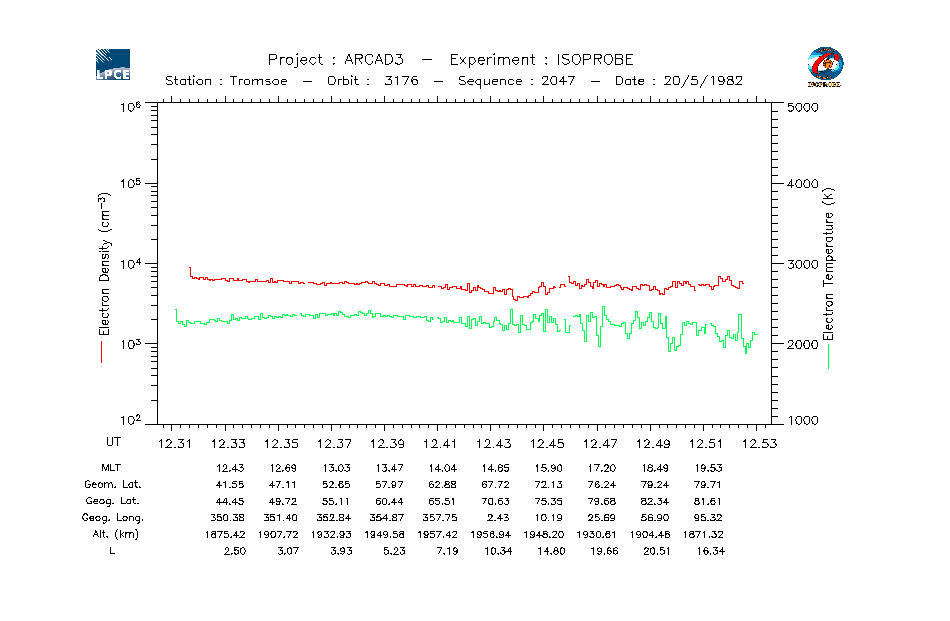 LPCE
Project : ARCAD3 — Experiment : ISOPROBE
ISOPROBE
Station : Tromsoe — Orbit : 3176 — Sequence : 2047 — Date : 20/5/1982
10⁶ 5000
10⁵ 4000
10⁴ 3000
10³ 2000
10² 1000
Electron Density (cm⁻³)
Electron Temperature (K)
UT 12.31 12.33 12.35 12.37 12.39 12.41 12.43 12.45 12.47 12.49 12.51 12.53
MLT 12.43 12.69 13.03 13.47 14.04 14.85 15.90 17.20 18.49 19.53
Geom. Lat. 41.55 47.11 52.65 57.97 62.88 67.72 72.13 76.24 79.24 79.71
Geog. Lat. 44.45 49.72 55.11 60.44 65.51 70.63 75.35 79.68 82.34 81.61
Geog. Long. 350.38 351.40 352.84 354.87 357.75 2.43 10.19 25.69 56.90 95.32
Alt. (km) 1875.42 1907.72 1932.93 1949.58 1957.42 1956.94 1948.20 1930.61 1904.46 1871.32
L 2.50 3.07 3.93 5.23 7.19 10.34 14.80 19.66 20.51 16.34